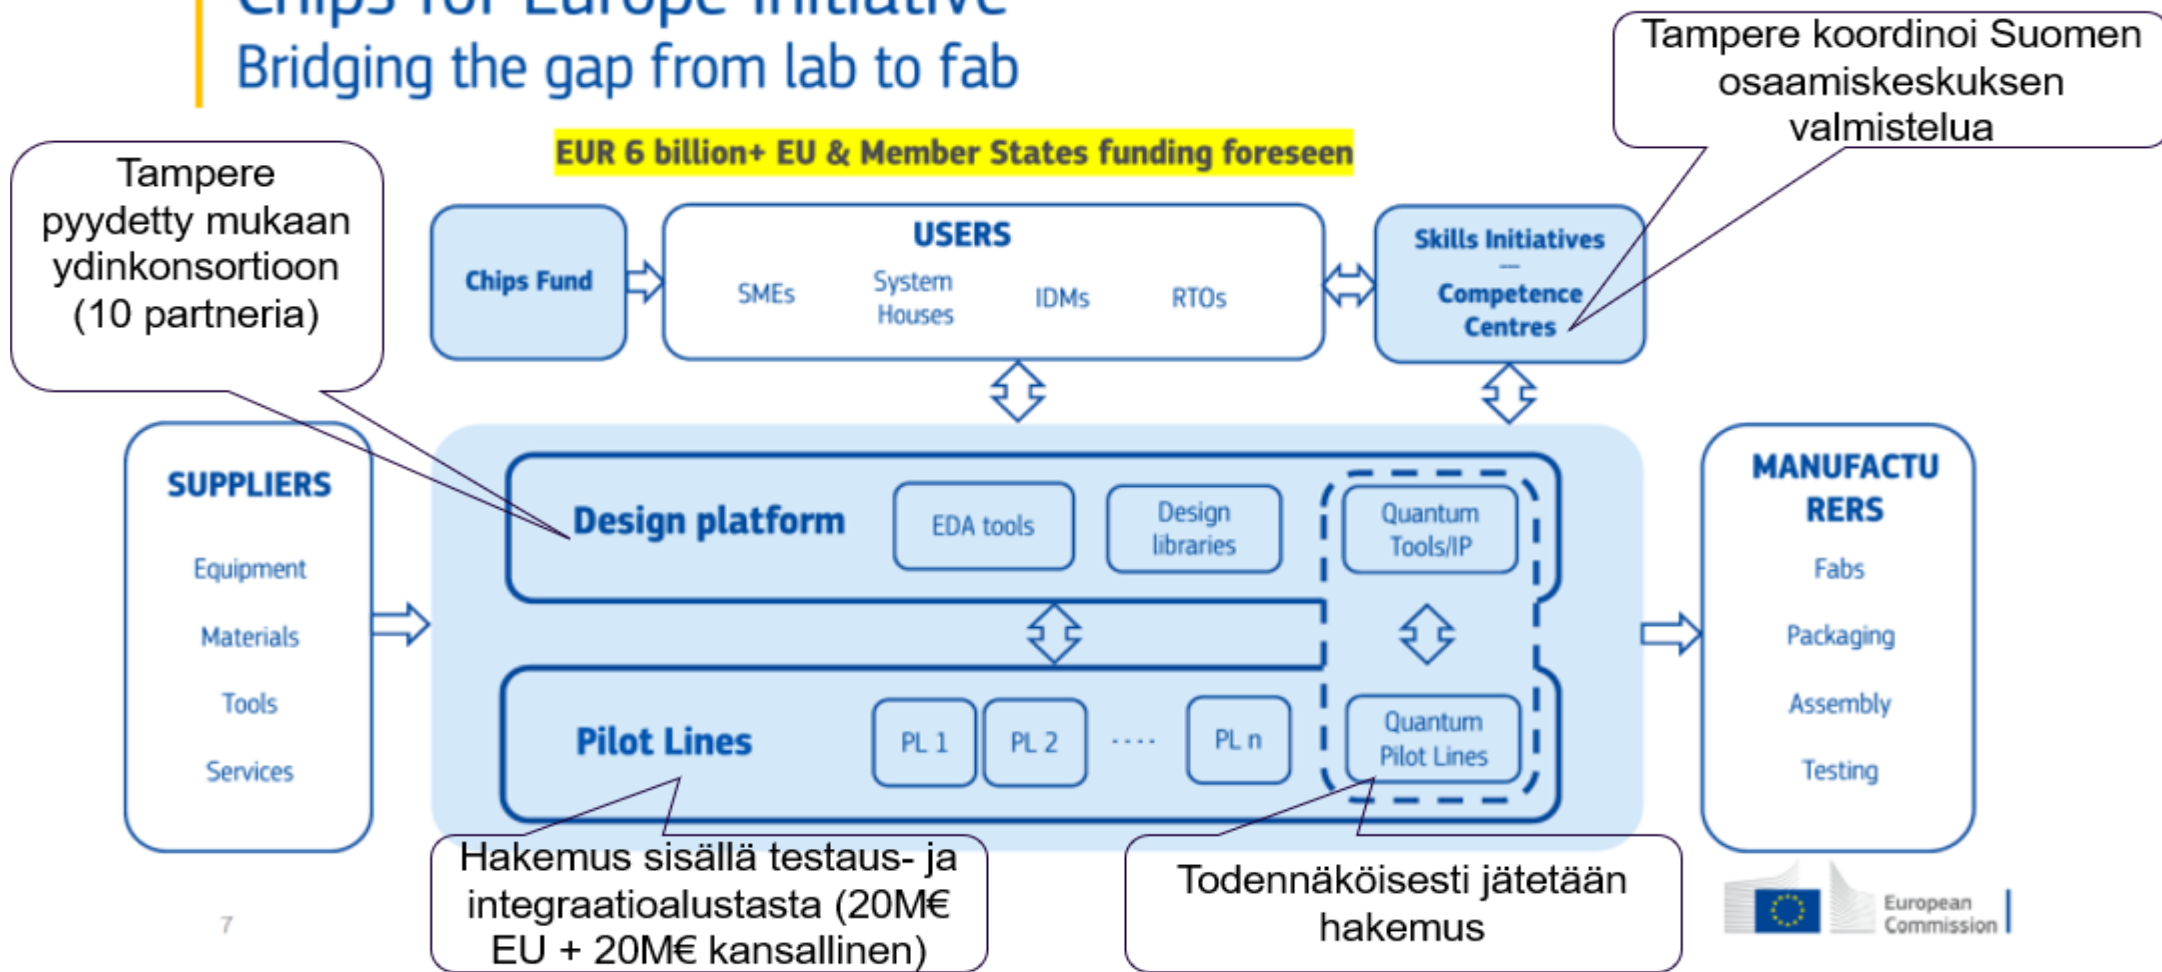 Chips for Europe Initiative
Bridging the gap from lab to fab
EUR 6 billion+ EU & Member States funding foreseen
Tampere
pyydetty mukaan
ydinkonsortioon
(10 partneria)
Tampere koordinoi Suomen
osaamiskeskuksen
valmistelua
Chips Fund
USERS
SMEs
System
Houses
IDMs
RTOs
Skills Initiatives
—
Competence
Centres
SUPPLIERS
Equipment
Materials
Tools
Services
Design platform
EDA tools
Design
libraries
Quantum
Tools/IP
Pilot Lines
PL 1
PL 2
....
PL n
Quantum
Pilot Lines
MANUFACTU
RERS
Fabs
Packaging
Assembly
Testing
Hakemus sisällä testaus- ja
integraatioalustasta (20M€
EU + 20M€ kansallinen)
Todennäköisesti jätetään
hakemus
7
European
Commission